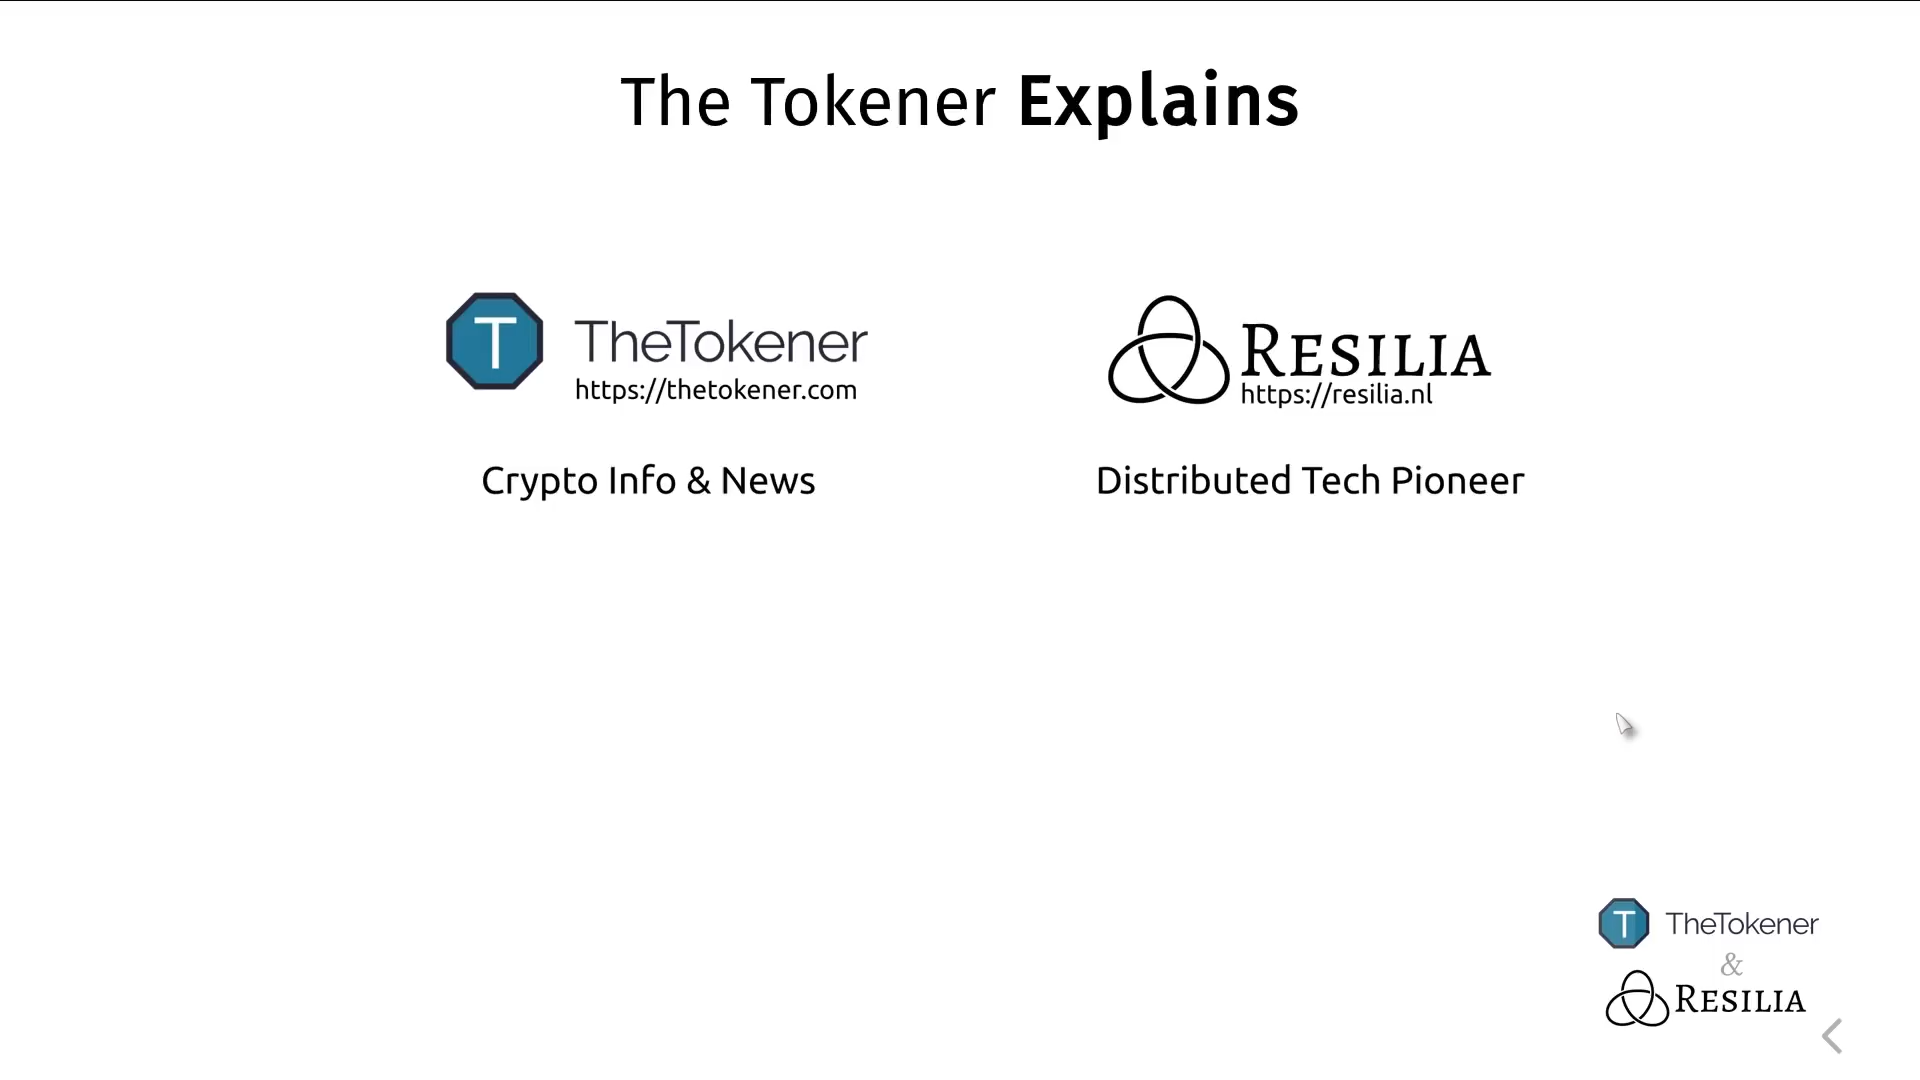 The Tokener Explains
T TheTokener
https://thetokener.com
RESILIA
https://resilia.nl
Crypto Info & News
Distributed Tech Pioneer
T TheTokener
&
RESILIA